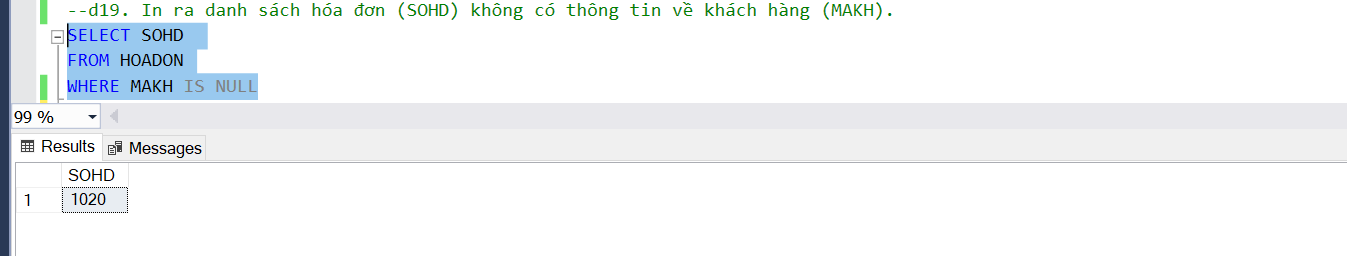 --d19. In ra danh sách hóa đơn (SOHD) không có thông tin về khách hàng (MAKH).
SELECT SOHD
FROM HOADON
WHERE MAKH IS NULL
99 %
Results Messages
SOHD
1 1020